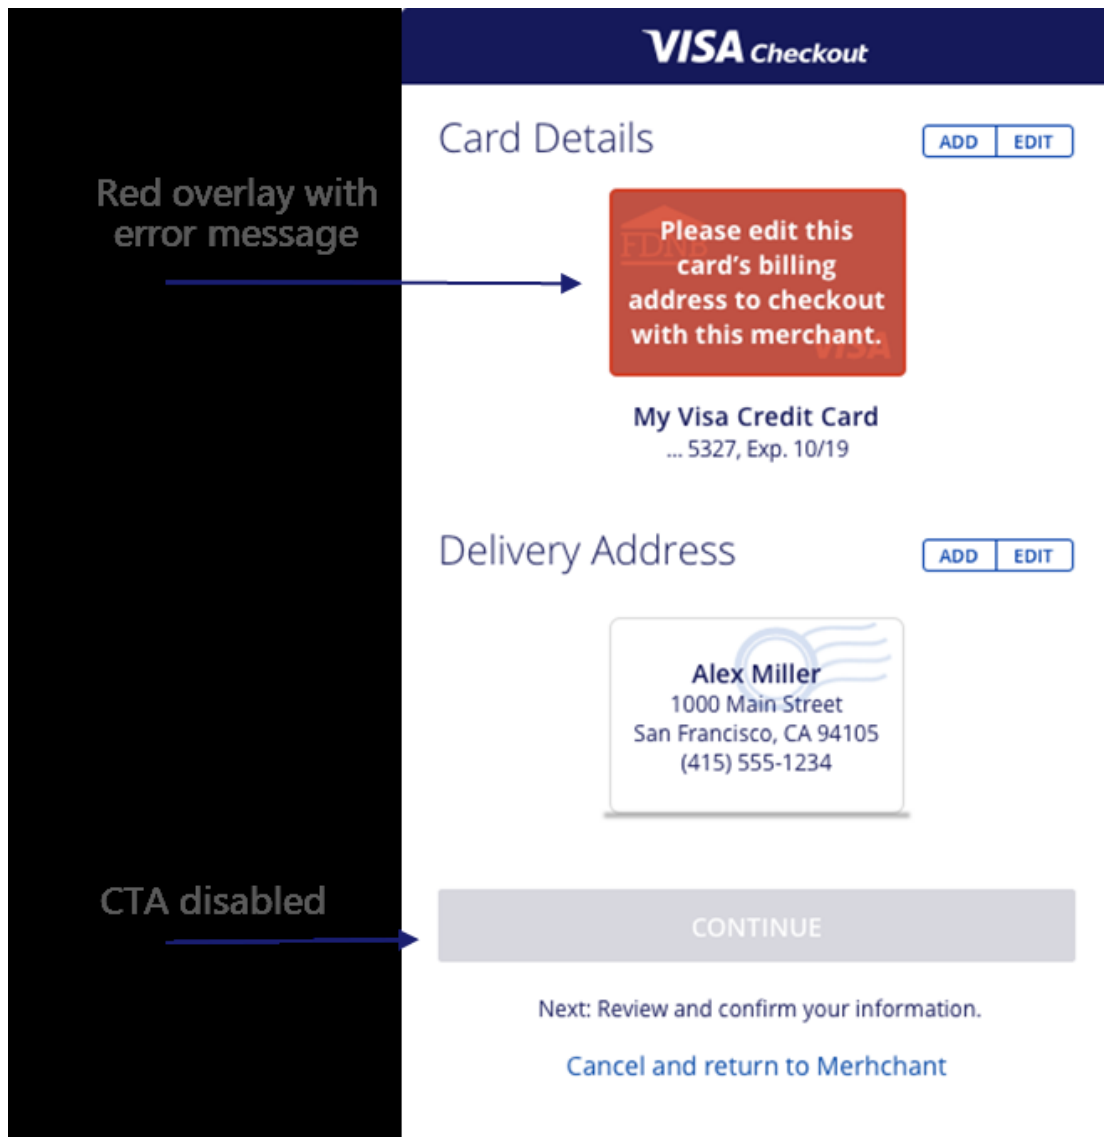 VISA Checkout
Card Details
ADD EDIT
Red overlay with
error message
FDNB
Please edit this
card's billing
address to checkout
with this merchant.
VISA
My Visa Credit Card
... 5327, Exp. 10/19
Delivery Address
ADD EDIT
Alex Miller
1000 Main Street
San Francisco, CA 94105
(415) 555-1234
CTA disabled
CONTINUE
Next: Review and confirm your information.
Cancel and return to Merhchant